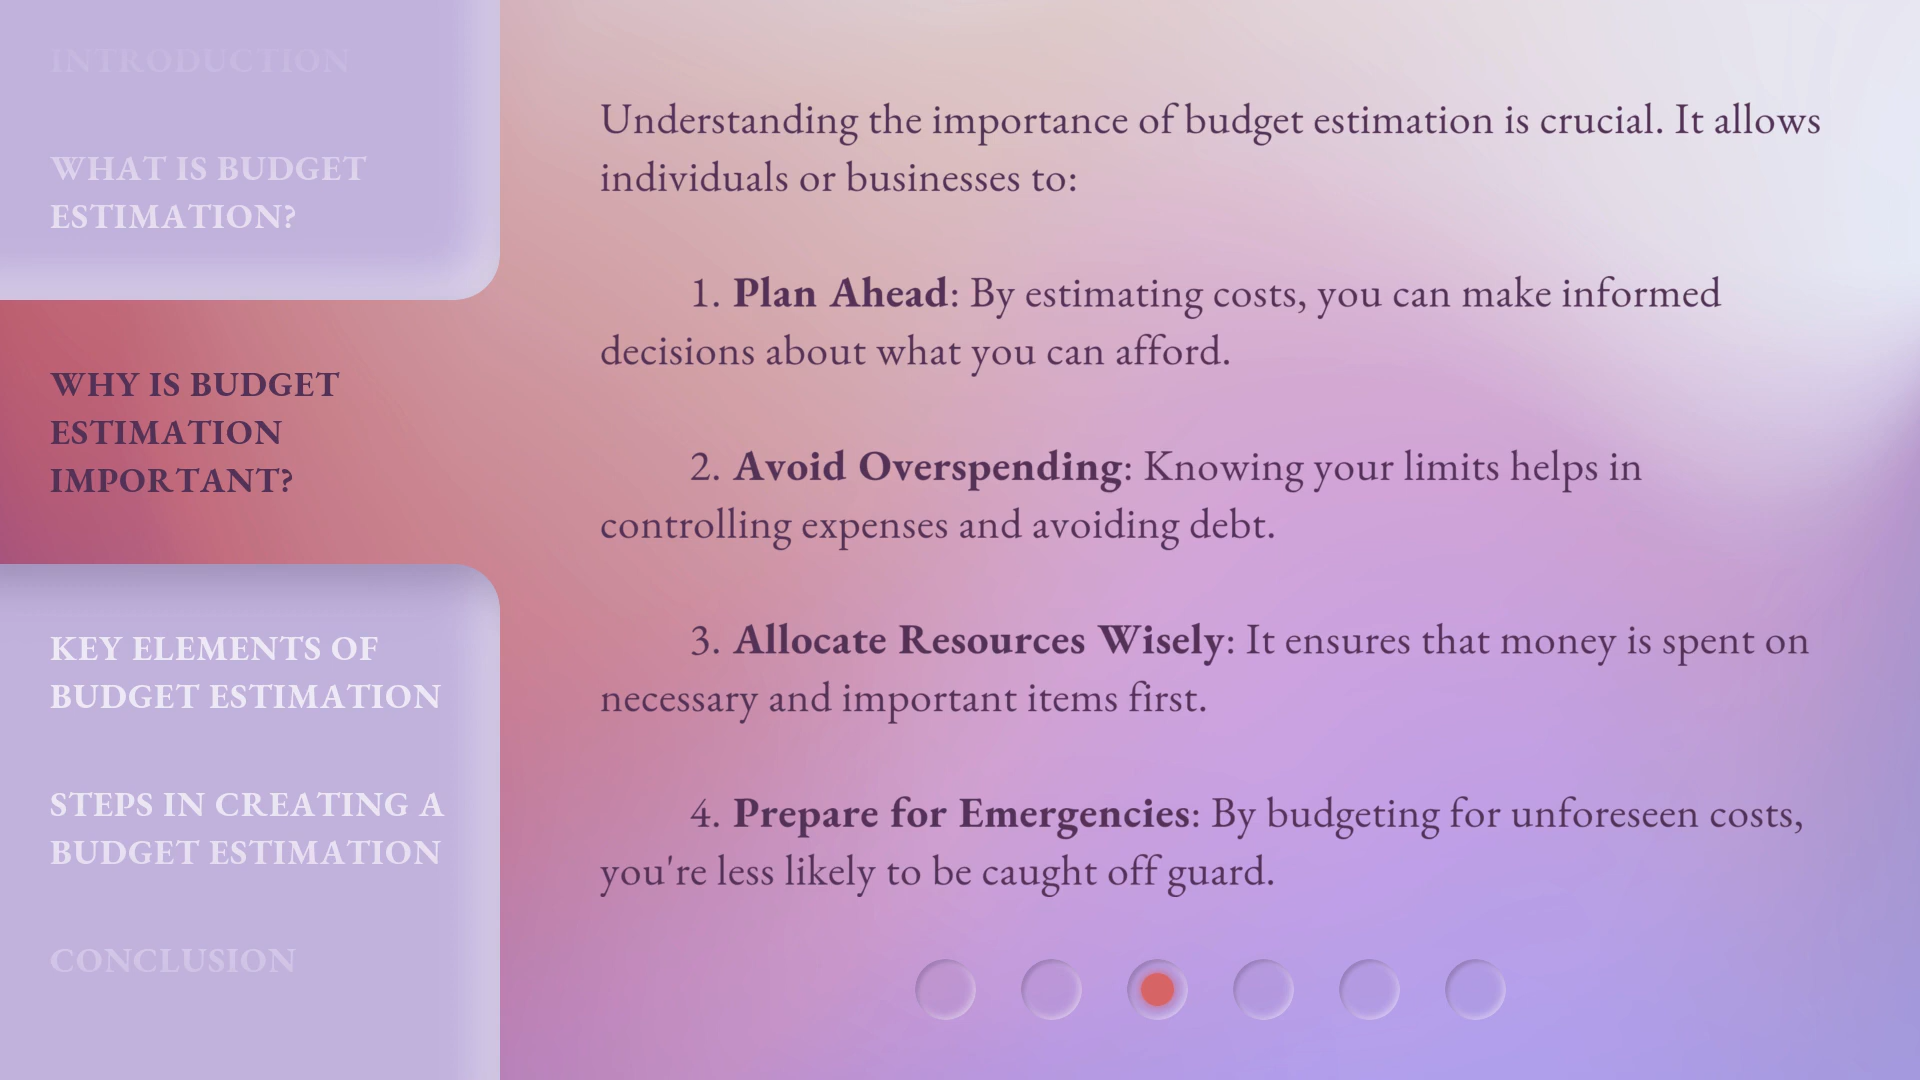 INTRODUCTION
WHAT IS BUDGET
ESTIMATION?
WHY IS BUDGET
ESTIMATION
IMPORTANT?
KEY ELEMENTS OF
BUDGET ESTIMATION
STEPS IN CREATING A
BUDGET ESTIMATION
CONCLUSION
Understanding the importance of budget estimation is crucial. It allows
individuals or businesses to:
1. Plan Ahead: By estimating costs, you can make informed
decisions about what you can afford.
2. Avoid Overspending: Knowing your limits helps in
controlling expenses and avoiding debt.
3. Allocate Resources Wisely: It ensures that money is spent on
necessary and important items first.
4. Prepare for Emergencies: By budgeting for unforeseen costs,
you're less likely to be caught off guard.